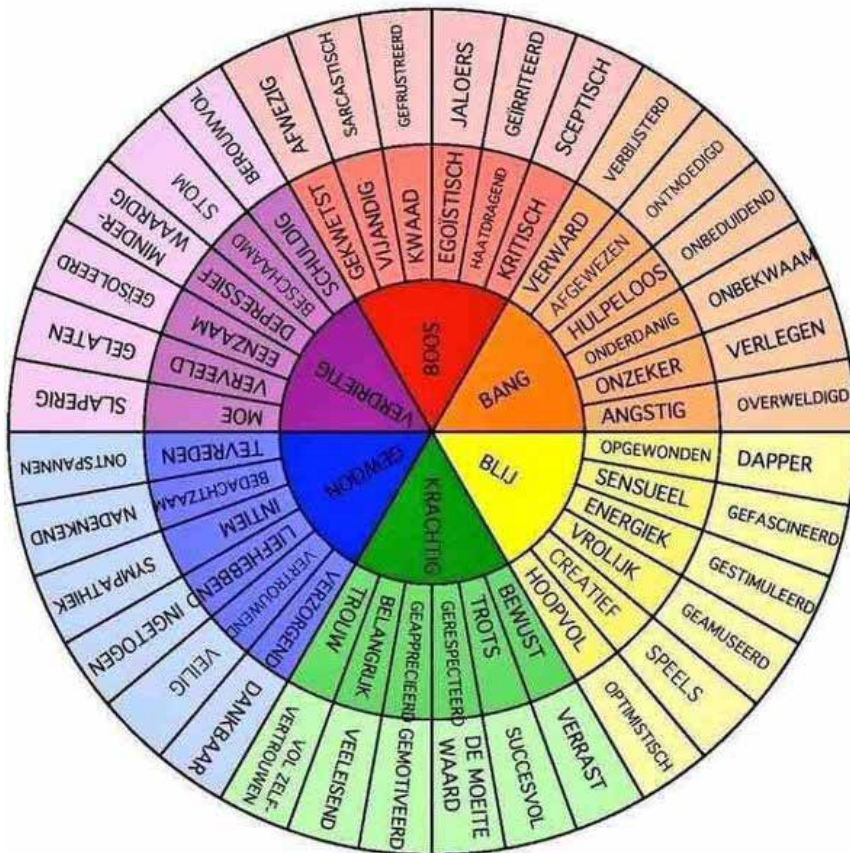 BOOS
BANG
BLIJ
KRACHTIG
GEWOON
VERDRIETIG
GEKWETST
VIJANDIG
KWAAD
EGOÏSTISCH
HAATDRAGEND
KRITISCH
VERWARD
AFGEWEZEN
HULPELOOS
ONDERDANIG
ONZEKER
ANGSTIG
OPGEWONDEN
SENSUEEL
ENERGIEK
VROLIJK
CREATIEF
HOOPVOL
BEWUST
TROTS
GERESPECTEERD
GEAPPRECIEERD
BELANGRIJK
TROUW
VERZORGEND
VERTROUWEND
LIEFHEBBEND
INTIEM
BEDACHTZAAM
TEVREDEN
MOE
VERVEELD
EENZAAM
DEPRESSIEF
BESCHAAMD
SCHULDIG
AFWEZIG
SARCASTISCH
GEFRUSTREERD
JALOERS
GEÏRRITEERD
SCEPTISCH
VERBIJSTERD
ONTMOEDIGD
ONBEDUIDEND
ONBEKWAAM
VERLEGEN
OVERWELDIGD
DAPPER
GEFASCINEERD
GESTIMULEERD
GEAMUSEERD
SPEELS
OPTIMISTISCH
VERRAST
SUCCESVOL
DE MOEITE
WAARD
GEMOTIVEERD
VEELEISEND
VOL ZELF-
VERTROUWEN
DANKBAAR
VEILIG
INGETOGEN
SYMPATHIEK
NADENKEND
ONTSPANNEN
SLAPERIG
GELATEN
GEÏSOLEERD
MINDER-
WAARDIG
STOM
BEROUWVOL